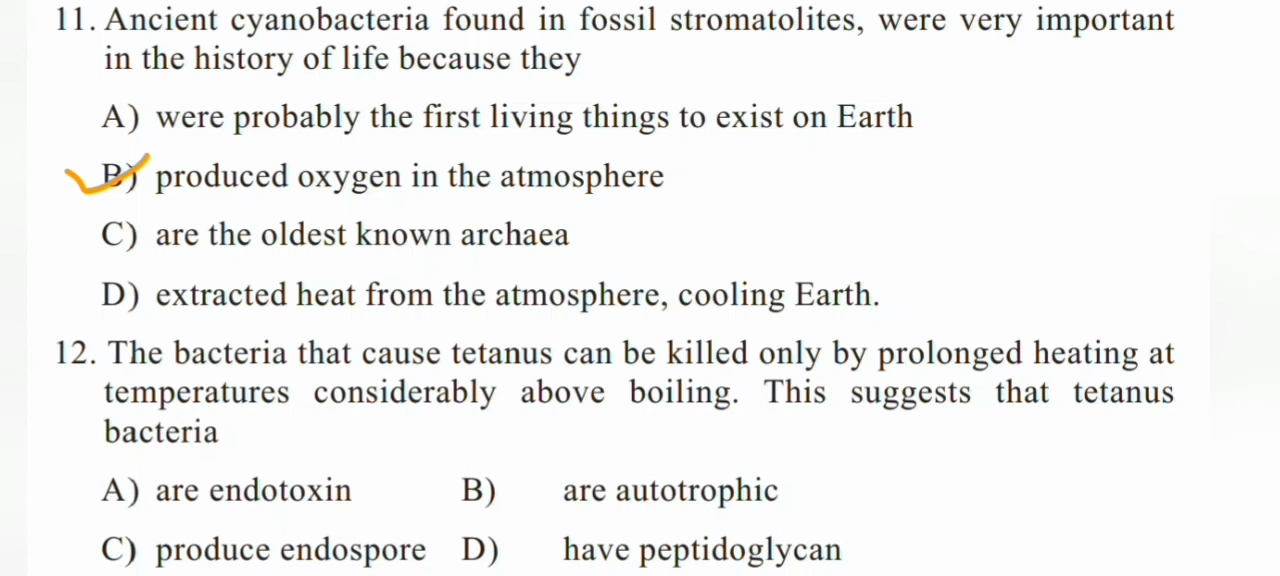 11. Ancient cyanobacteria found in fossil stromatolites, were very important
in the history of life because they
A) were probably the first living things to exist on Earth
B) produced oxygen in the atmosphere
C) are the oldest known archaea
D) extracted heat from the atmosphere, cooling Earth.
12. The bacteria that cause tetanus can be killed only by prolonged heating at
temperatures considerably above boiling. This suggests that tetanus
bacteria
A) are endotoxin B) are autotrophic
C) produce endospore D) have peptidoglycan